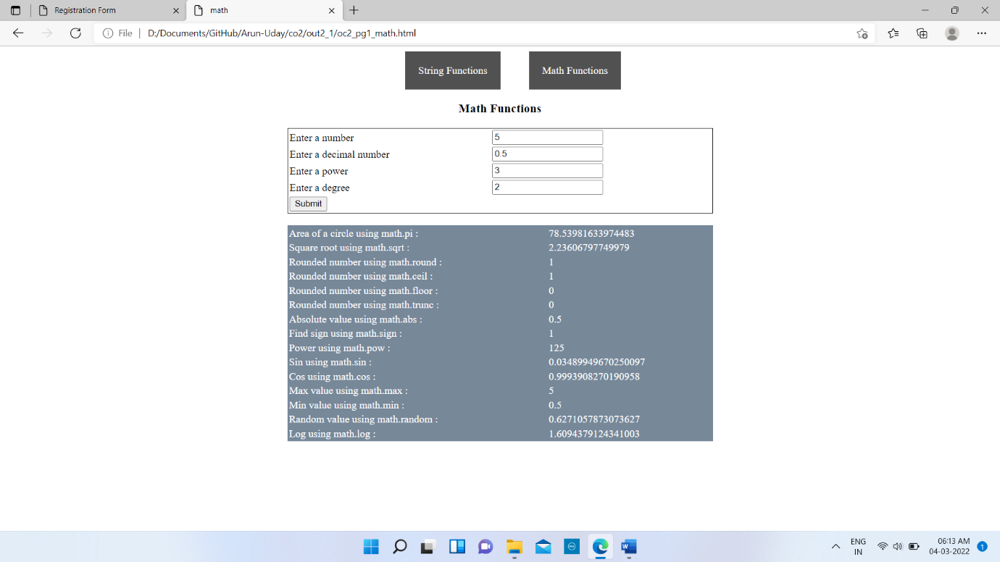 Registration Form
math
File | D:/Documents/GitHub/Arun-Uday/co2/out2_1/oc2_pg1_math.html
String Functions
Math Functions
Math Functions
Enter a number 5
Enter a decimal number 0.5
Enter a power 3
Enter a degree 2
Submit
Area of a circle using math.pi : 78.53981633974483
Square root using math.sqrt : 2.23606797749979
Rounded number using math.round : 1
Rounded number using math.ceil : 1
Rounded number using math.floor : 0
Rounded number using math.trunc : 0
Absolute value using math.abs : 0.5
Find sign using math.sign : 1
Power using math.pow : 125
Sin using math.sin : 0.03489949670250097
Cos using math.cos : 0.9993908270190958
Max value using math.max : 5
Min value using math.min : 0.5
Random value using math.random : 0.6271057873073627
Log using math.log : 1.6094379124341003
ENG
IN
06:13 AM
04-03-2022
1